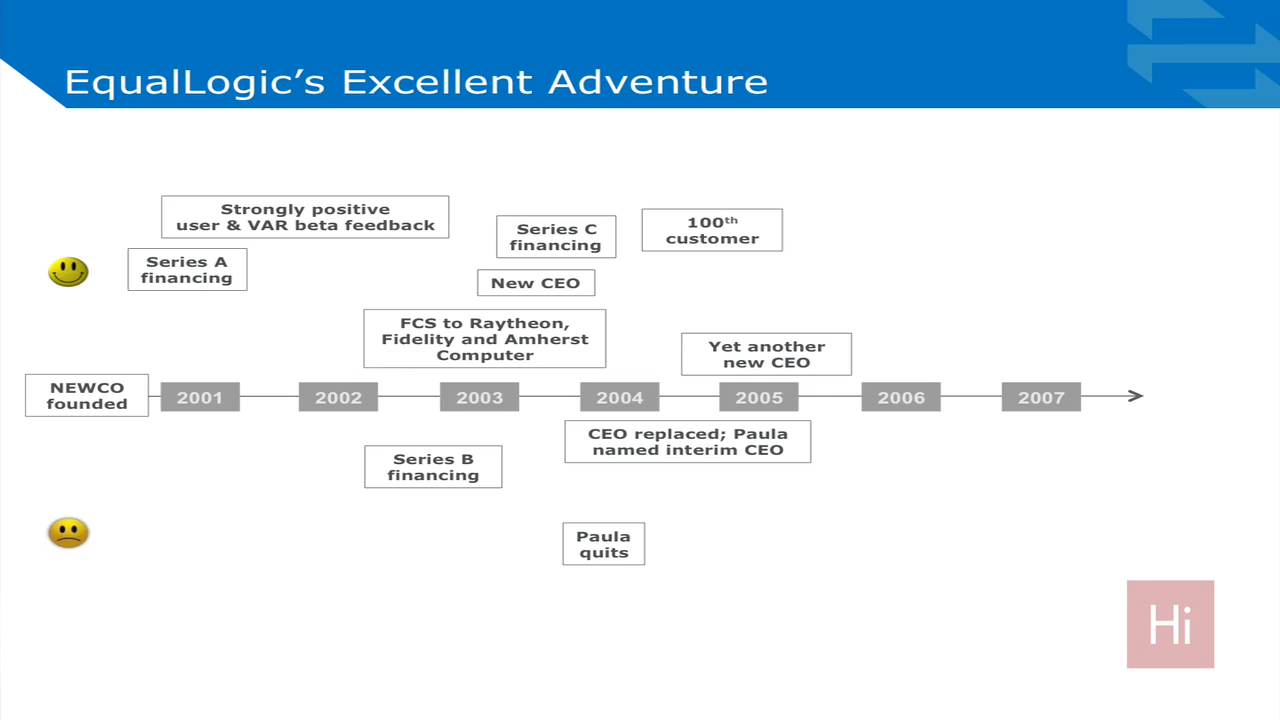 EqualLogic’s Excellent Adventure
Strongly positive
user & VAR beta feedback
Series C
financing
100th
customer
Series A
financing
New CEO
FCS to Raytheon,
Fidelity and Amherst
Computer
Yet another
new CEO
NEWCO
founded
2001
2002
2003
2004
2005
2006
2007
CEO replaced; Paula
named interim CEO
Series B
financing
Paula
quits
Hi